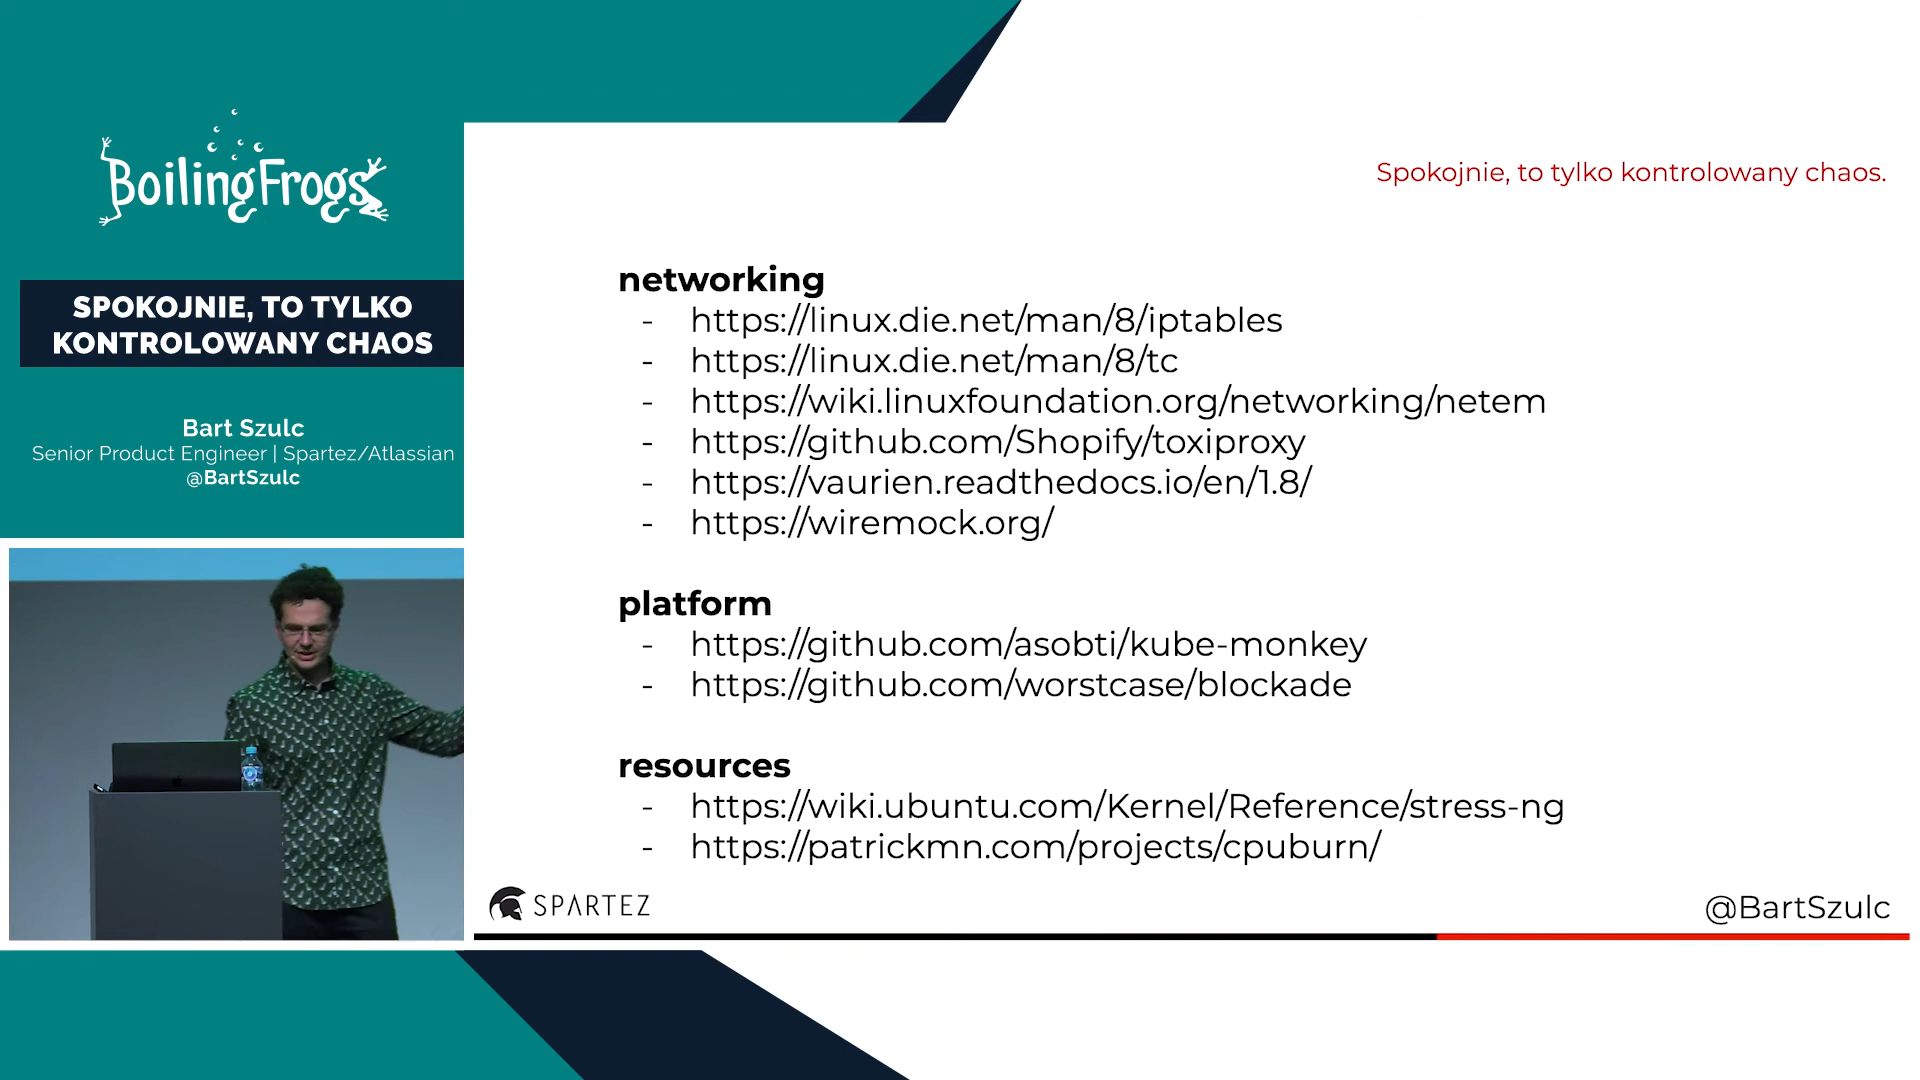 BoilingFrogs
SPOKOJNIE, TO TYLKO
KONTROLOWANY CHAOS
Bart Szulc
Senior Product Engineer | Spartez/Atlassian
@BartSzulc
Spokojnie, to tylko kontrolowany chaos.
networking
- https://linux.die.net/man/8/iptables
- https://linux.die.net/man/8/tc
- https://wiki.linuxfoundation.org/networking/netem
- https://github.com/Shopify/toxiproxy
- https://vaurien.readthedocs.io/en/1.8/
- https://wiremock.org/
platform
- https://github.com/asobti/kube-monkey
- https://github.com/worstcase/blockade
resources
- https://wiki.ubuntu.com/Kernel/Reference/stress-ng
- https://patrickmn.com/projects/cpuburn/
SPARTEZ
@BartSzulc